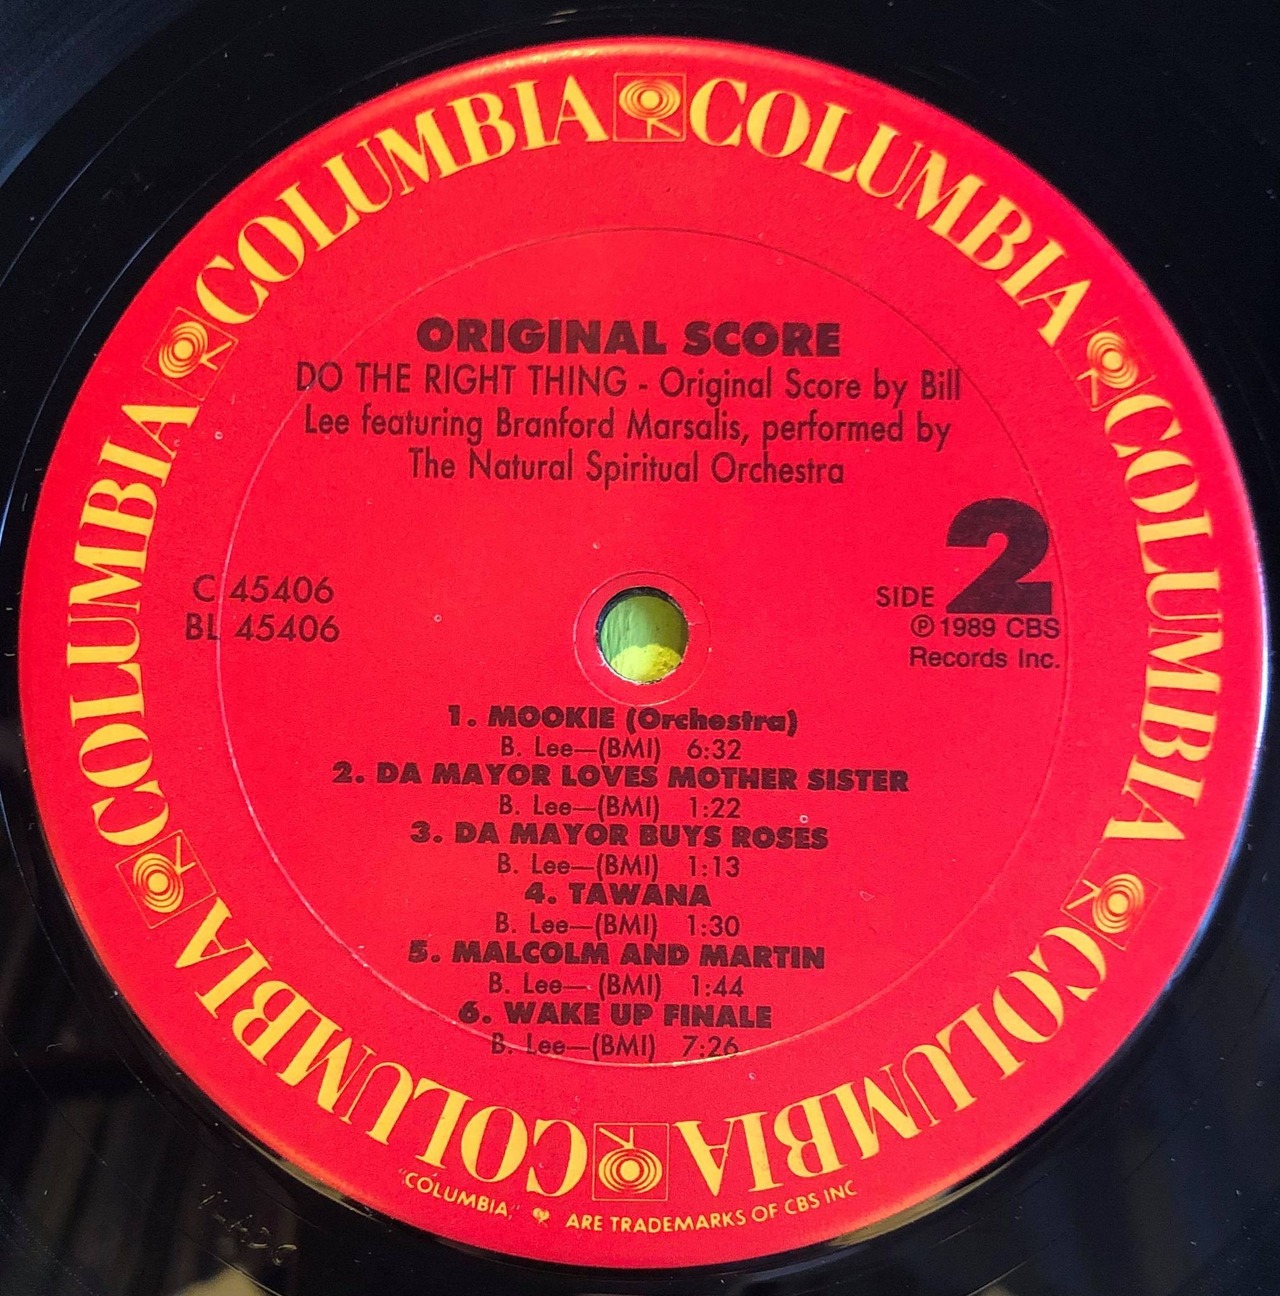 COLUMBIA COLUMBIA COLUMBIA COLUMBIA COLUMBIA COLUMBIA
ORIGINAL SCORE
DO THE RIGHT THING - Original Score by Bill
Lee featuring Branford Marsalis, performed by
The Natural Spiritual Orchestra
C 45406
BL 45406
SIDE 2
℗ 1989 CBS
Records Inc.
1. MOOKIE (Orchestra)
B. Lee—(BMI) 6:32
2. DA MAYOR LOVES MOTHER SISTER
B. Lee—(BMI) 1:22
3. DA MAYOR BUYS ROSES
B. Lee—(BMI) 1:13
4. TAWANA
B. Lee—(BMI) 1:30
5. MALCOLM AND MARTIN
B. Lee—(BMI) 1:44
6. WAKE UP FINALE
B. Lee—(BMI) 7:26
"COLUMBIA," ARE TRADEMARKS OF CBS INC